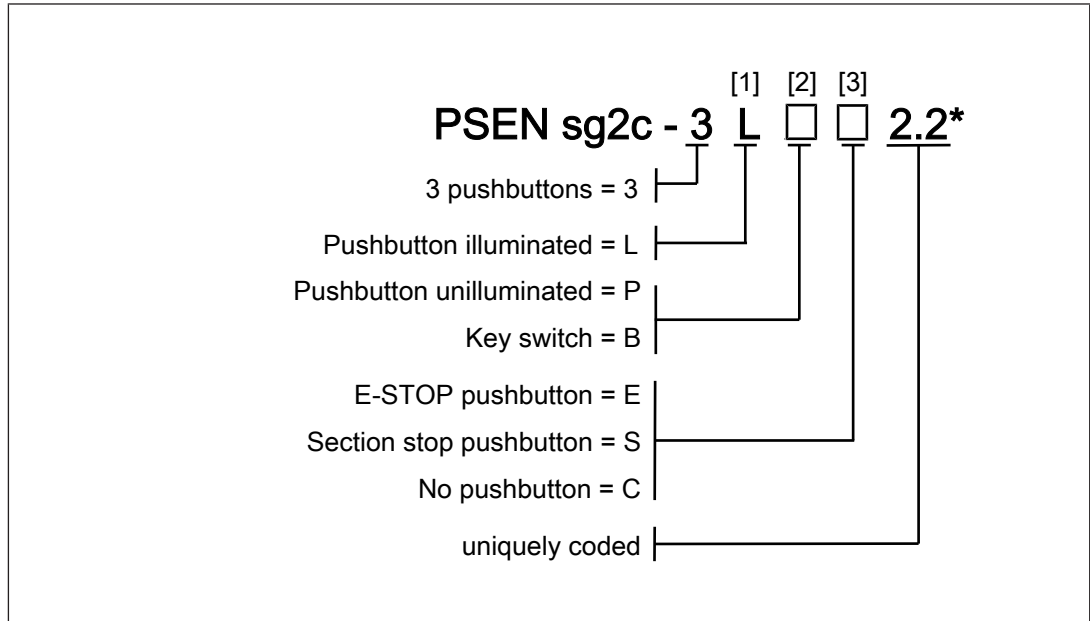 [1] [2] [3]
PSEN sg2c - 3 L 2.2*
3 pushbuttons = 3
Pushbutton illuminated = L
Pushbutton unilluminated = P
Key switch = B
E-STOP pushbutton = E
Section stop pushbutton = S
No pushbutton = C
uniquely coded